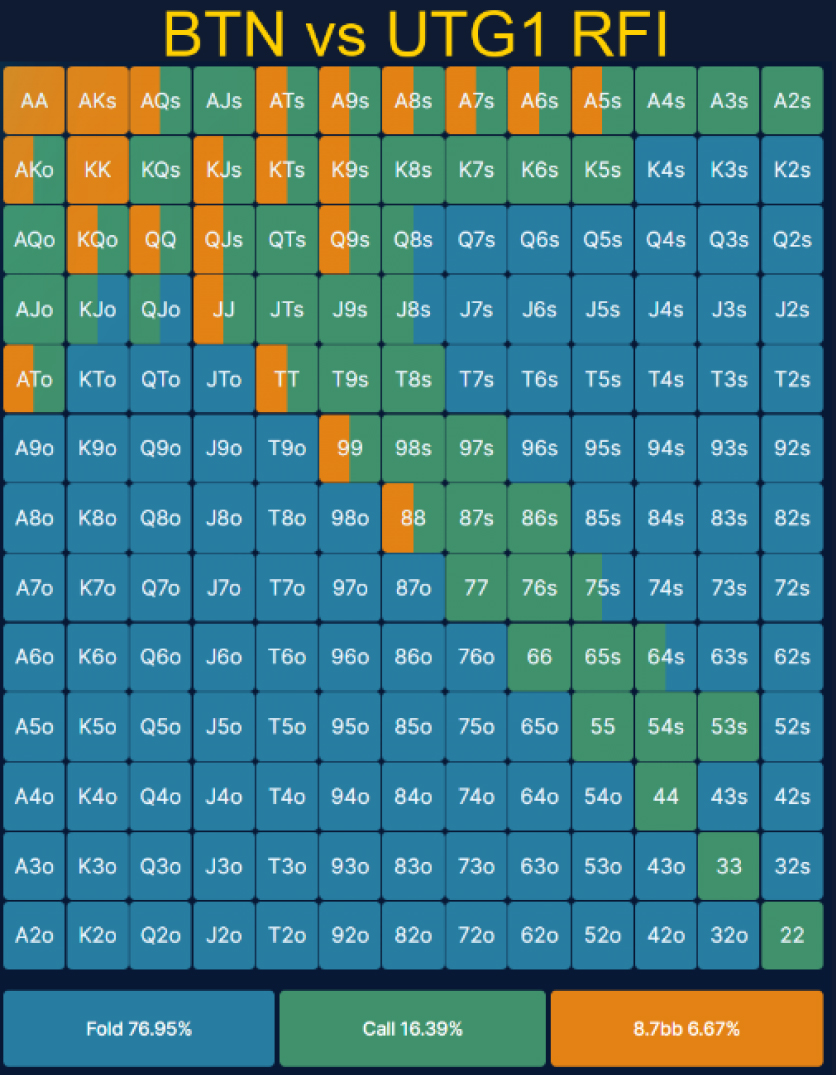 BTN vs UTG1 RFI
AA AKs AQs AJs ATs A9s A8s A7s A6s A5s A4s A3s A2s
AKo KK KQs KJs KTs K9s K8s K7s K6s K5s K4s K3s K2s
AQo KQo QQ QJs QTs Q9s Q8s Q7s Q6s Q5s Q4s Q3s Q2s
AJo KJo QJo JJ JTs J9s J8s J7s J6s J5s J4s J3s J2s
ATo KTo QTo JTo TT T9s T8s T7s T6s T5s T4s T3s T2s
A9o K9o Q9o J9o T9o 99 98s 97s 96s 95s 94s 93s 92s
A8o K8o Q8o J8o T8o 98o 88 87s 86s 85s 84s 83s 82s
A7o K7o Q7o J7o T7o 97o 87o 77 76s 75s 74s 73s 72s
A6o K6o Q6o J6o T6o 96o 86o 76o 66 65s 64s 63s 62s
A5o K5o Q5o J5o T5o 95o 85o 75o 65o 55 54s 53s 52s
A4o K4o Q4o J4o T4o 94o 84o 74o 64o 54o 44 43s 42s
A3o K3o Q3o J3o T3o 93o 83o 73o 63o 53o 43o 33 32s
A2o K2o Q2o J2o T2o 92o 82o 72o 62o 52o 42o 32o 22
Fold 76.95% Call 16.39% 8.7bb 6.67%